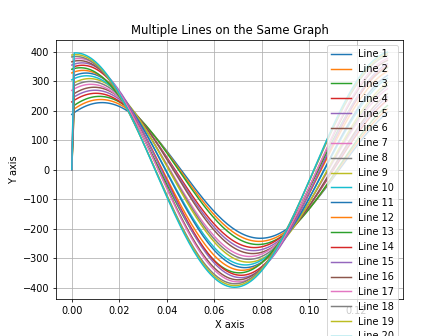 Multiple Lines on the Same Graph
400
300
200
100
0
−100
−200
−300
−400
Y axis
0.00
0.02
0.04
0.06
0.08
0.10
X axis
Line 1
Line 2
Line 3
Line 4
Line 5
Line 6
Line 7
Line 8
Line 9
Line 10
Line 11
Line 12
Line 13
Line 14
Line 15
Line 16
Line 17
Line 18
Line 19
Line 20